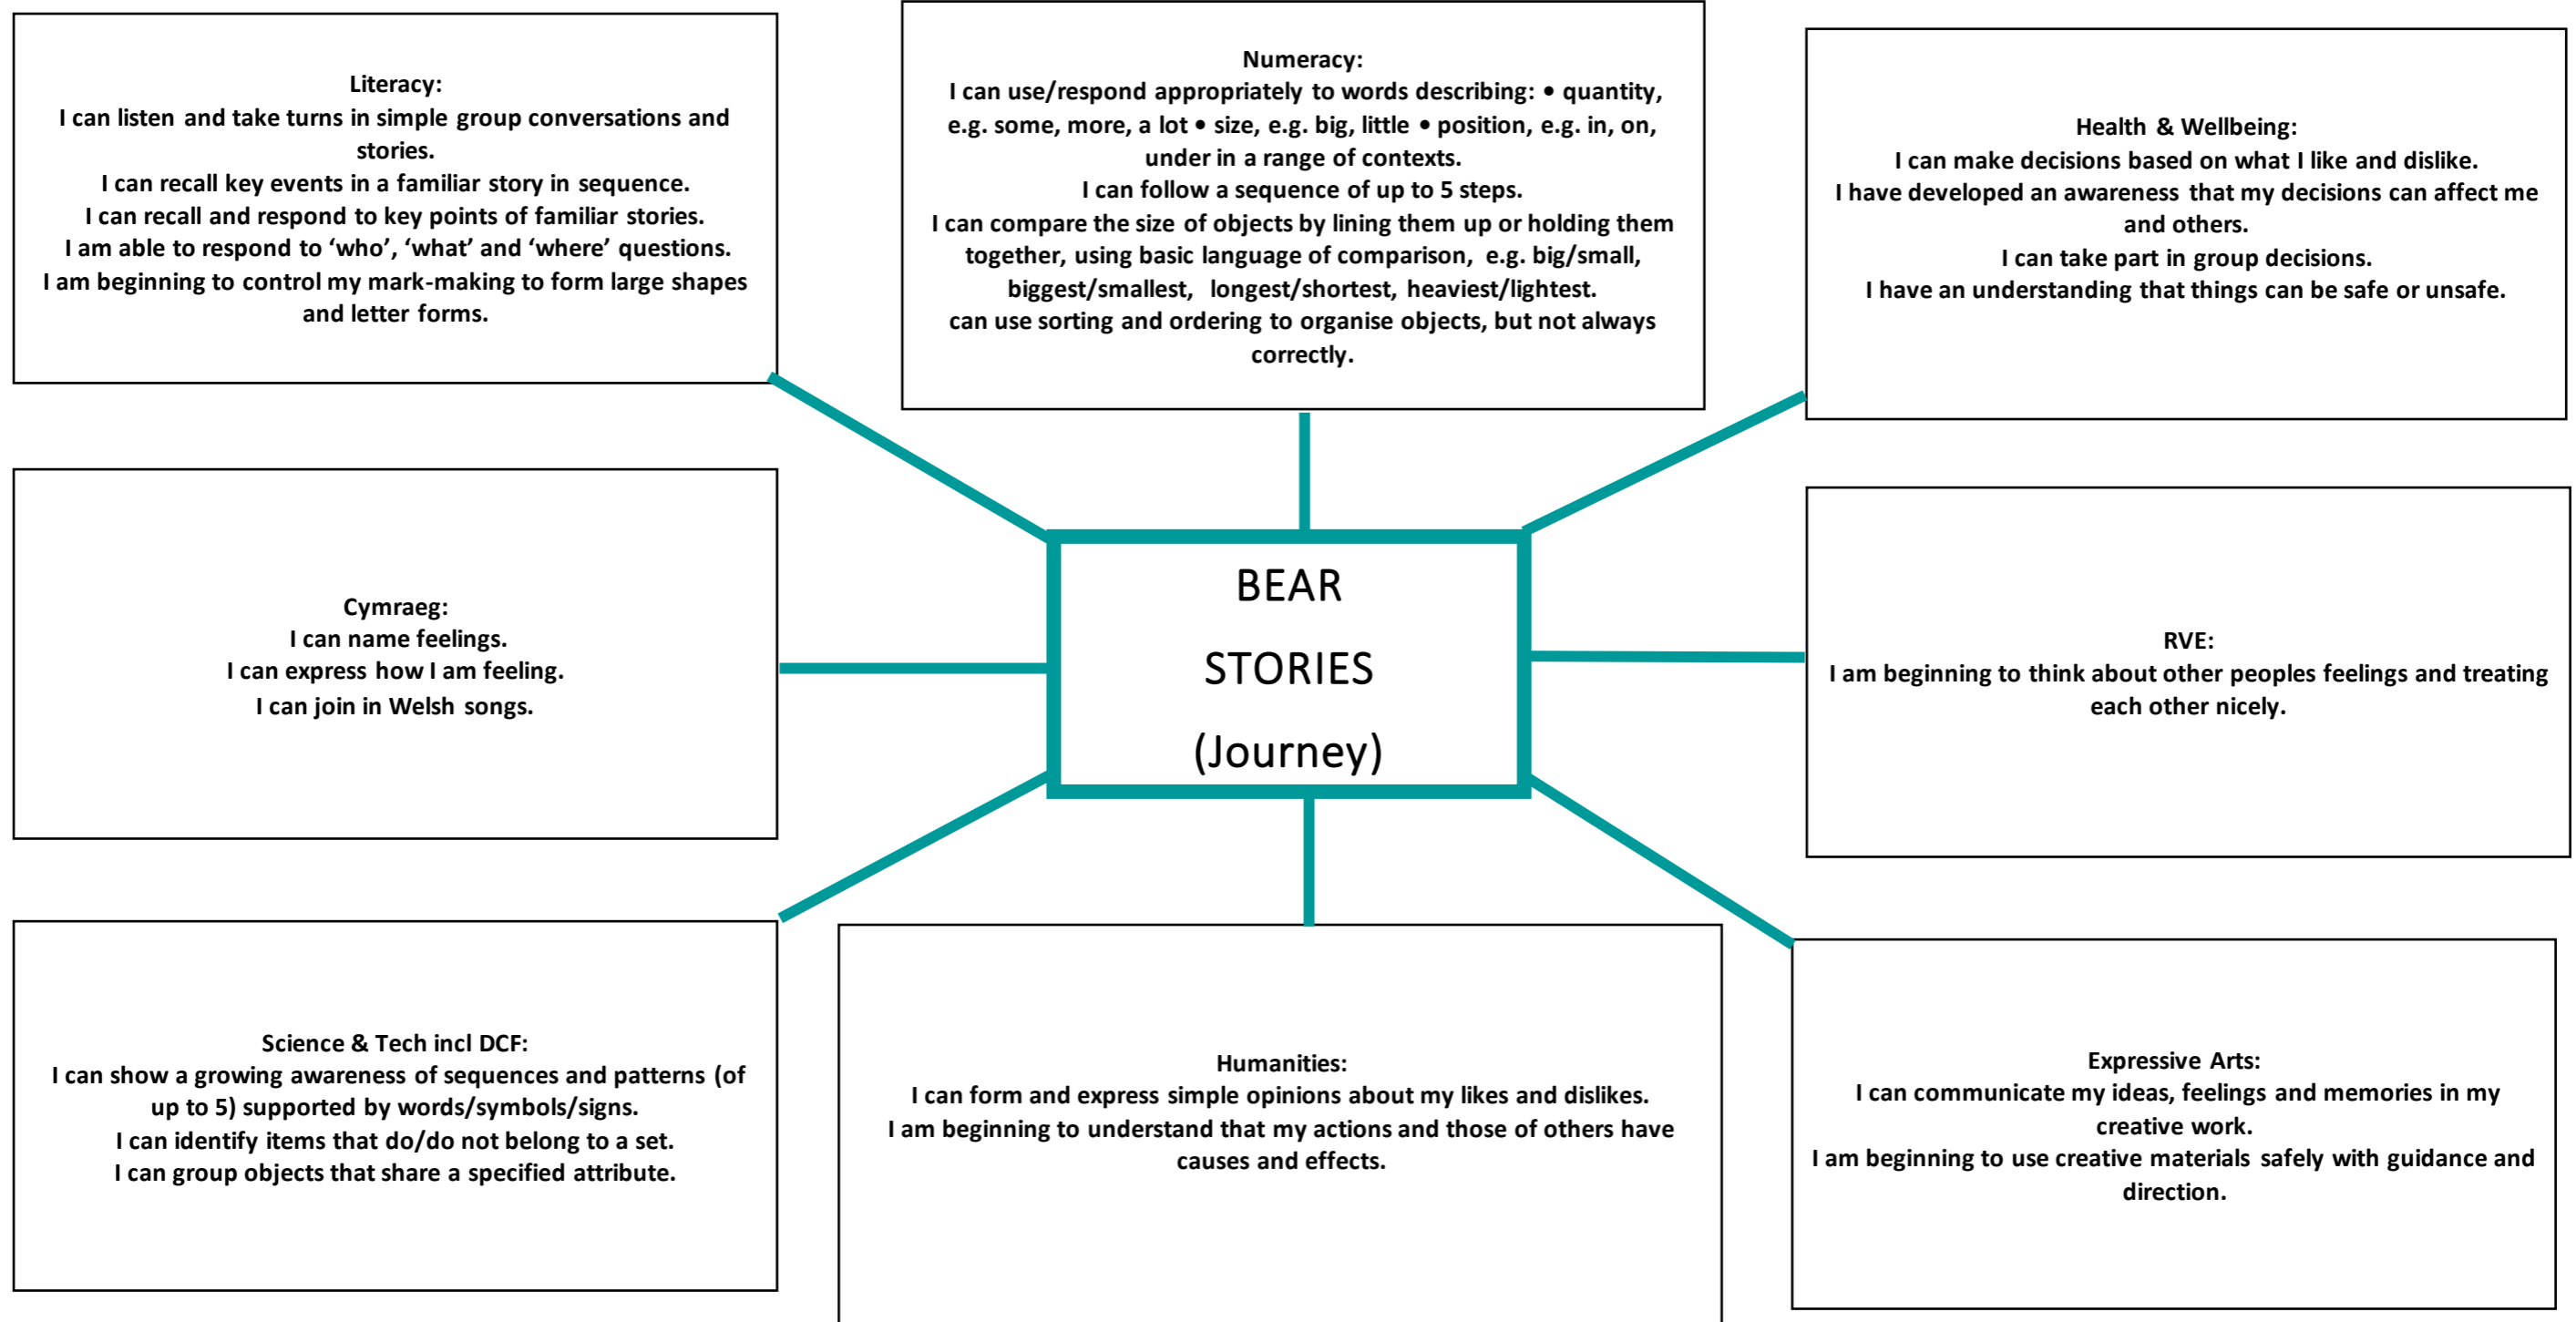 Literacy:
I can listen and take turns in simple group conversations and
stories.
I can recall key events in a familiar story in sequence.
I can recall and respond to key points of familiar stories.
I am able to respond to ‘who’, ‘what’ and ‘where’ questions.
I am beginning to control my mark-making to form large shapes
and letter forms.
Numeracy:
I can use/respond appropriately to words describing: • quantity,
e.g. some, more, a lot • size, e.g. big, little • position, e.g. in, on,
under in a range of contexts.
I can follow a sequence of up to 5 steps.
I can compare the size of objects by lining them up or holding them
together, using basic language of comparison, e.g. big/small,
biggest/smallest, longest/shortest, heaviest/lightest.
can use sorting and ordering to organise objects, but not always
correctly.
Health & Wellbeing:
I can make decisions based on what I like and dislike.
I have developed an awareness that my decisions can affect me
and others.
I can take part in group decisions.
I have an understanding that things can be safe or unsafe.
Cymraeg:
I can name feelings.
I can express how I am feeling.
I can join in Welsh songs.
BEAR
STORIES
(Journey)
RVE:
I am beginning to think about other peoples feelings and treating
each other nicely.
Science & Tech incl DCF:
I can show a growing awareness of sequences and patterns (of
up to 5) supported by words/symbols/signs.
I can identify items that do/do not belong to a set.
I can group objects that share a specified attribute.
Humanities:
I can form and express simple opinions about my likes and dislikes.
I am beginning to understand that my actions and those of others have
causes and effects.
Expressive Arts:
I can communicate my ideas, feelings and memories in my
creative work.
I am beginning to use creative materials safely with guidance and
direction.